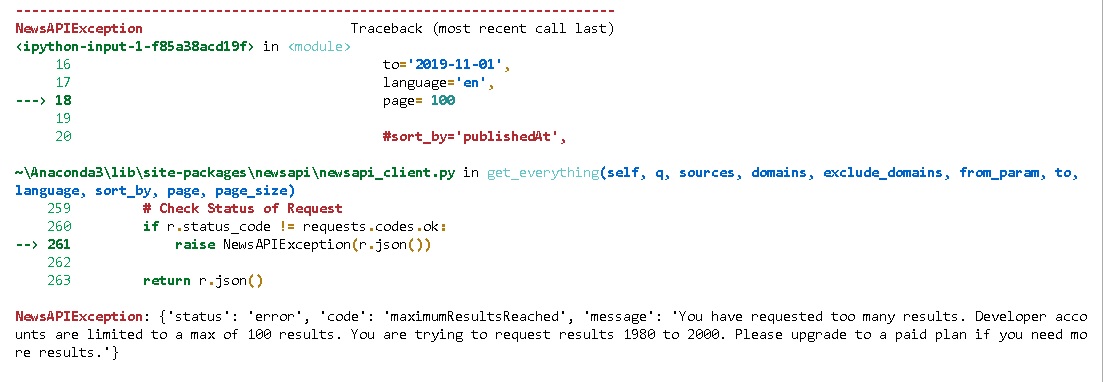 ---------------------------------------------------------------------------
NewsAPIException                          Traceback (most recent call last)
<ipython-input-1-f85a38acd19f> in <module>
     16                                       to='2019-11-01',
     17                                       language='en',
---> 18                                       page= 100
     19
     20                                       #sort_by='publishedAt',
~\Anaconda3\lib\site-packages\newsapi\newsapi_client.py in get_everything(self, q, sources, domains, exclude_domains, from_param, to,
language, sort_by, page, page_size)
    259         # Check Status of Request
    260         if r.status_code != requests.codes.ok:
--> 261             raise NewsAPIException(r.json())
    262
    263         return r.json()
NewsAPIException: {'status': 'error', 'code': 'maximumResultsReached', 'message': 'You have requested too many results. Developer acco
unts are limited to a max of 100 results. You are trying to request results 1980 to 2000. Please upgrade to a paid plan if you need mo
re results.'}